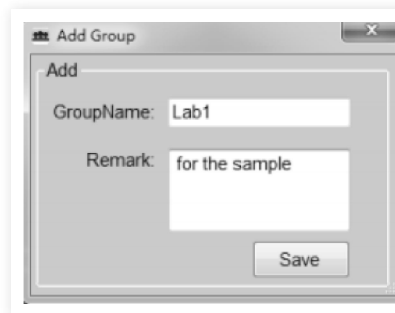 Add Group
Add
GroupName: Lab1
Remark: for the sample
Save